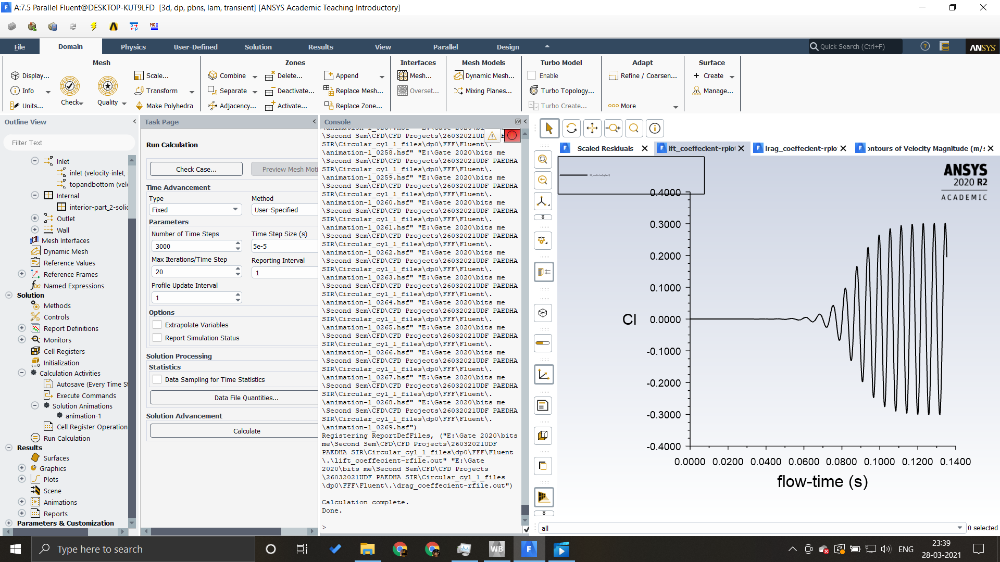 A:7.5 Parallel Fluent@DESKTOP-KUT9LFD [3d, dp, pbns, lam, transient] [ANSYS Academic Teaching Introductory]
File Domain Physics User-Defined Solution Results View Parallel Design Quick Search (Ctrl+F) ANSYS
Mesh Zones Interfaces Mesh Models Turbo Model Adapt Surface
Display... Scale... Combine Delete... Append Mesh... Dynamic Mesh... Enable Refine / Coarsen... Create
Info Transform Separate Deactivate... Replace Mesh... Overset... Mixing Planes... Turbo Topology... Manage...
Check Quality
Units... Make Polyhedra Adjacency... Activate... Replace Zone... Turbo Create... More
Outline View
Filter Text
Inlet
inlet (velocity-inlet,
topandbottom (velo
Internal
interior-part_2-solid
Outlet
Wall
Mesh Interfaces
Dynamic Mesh
Reference Values
Reference Frames
Named Expressions
Solution
Methods
Controls
Report Definitions
Monitors
Cell Registers
Initialization
Calculation Activities
Autosave (Every Time St
Execute Commands
Solution Animations
animation-1
Cell Register Operation
Run Calculation
Results
Surfaces
Graphics
Plots
Scene
Animations
Reports
Parameters & Customization
Task Page
Run Calculation
Check Case... Preview Mesh Moti
Time Advancement
Type Method
Fixed User-Specified
Parameters
Number of Time Steps Time Step Size (s)
3000 5e-5
Max Iterations/Time Step Reporting Interval
20 1
Profile Update Interval
1
Options
Extrapolate Variables
Report Simulation Status
Solution Processing
Statistics
Data Sampling for Time Statistics
Data File Quantities...
Solution Advancement
Calculate
Console
\Second Sem\CFD\CFD Projects\26032021UD
SIR\Circular_cyl_1_files\dp0\FFF\Fluent\.
\animation-1_0258.hsf" "E:\Gate 2020\bits me
\Second Sem\CFD\CFD Projects\26032021UDF PAEDHA
SIR\Circular_cyl_1_files\dp0\FFF\Fluent\.
\animation-1_0259.hsf" "E:\Gate 2020\bits me
\Second Sem\CFD\CFD Projects\26032021UDF PAEDHA
SIR\Circular_cyl_1_files\dp0\FFF\Fluent\.
\animation-1_0260.hsf" "E:\Gate 2020\bits me
\Second Sem\CFD\CFD Projects\26032021UDF PAEDHA
SIR\Circular_cyl_1_files\dp0\FFF\Fluent\.
\animation-1_0261.hsf" "E:\Gate 2020\bits me
\Second Sem\CFD\CFD Projects\26032021UDF PAEDHA
SIR\Circular_cyl_1_files\dp0\FFF\Fluent\.
\animation-1_0262.hsf" "E:\Gate 2020\bits me
\Second Sem\CFD\CFD Projects\26032021UDF PAEDHA
SIR\Circular_cyl_1_files\dp0\FFF\Fluent\.
\animation-1_0263.hsf" "E:\Gate 2020\bits me
\Second Sem\CFD\CFD Projects\26032021UDF PAEDHA
SIR\Circular_cyl_1_files\dp0\FFF\Fluent\.
\animation-1_0264.hsf" "E:\Gate 2020\bits me
\Second Sem\CFD\CFD Projects\26032021UDF PAEDHA
SIR\Circular_cyl_1_files\dp0\FFF\Fluent\.
\animation-1_0265.hsf" "E:\Gate 2020\bits me
\Second Sem\CFD\CFD Projects\26032021UDF PAEDHA
SIR\Circular_cyl_1_files\dp0\FFF\Fluent\.
\animation-1_0266.hsf" "E:\Gate 2020\bits me
\Second Sem\CFD\CFD Projects\26032021UDF PAEDHA
SIR\Circular_cyl_1_files\dp0\FFF\Fluent\.
\animation-1_0267.hsf" "E:\Gate 2020\bits me
\Second Sem\CFD\CFD Projects\26032021UDF PAEDHA
SIR\Circular_cyl_1_files\dp0\FFF\Fluent\.
\animation-1_0268.hsf" "E:\Gate 2020\bits me
\Second Sem\CFD\CFD Projects\26032021UDF PAEDHA
SIR\Circular_cyl_1_files\dp0\FFF\Fluent\.
\animation-1_0269.hsf")
Registering ReportDefFiles, ("E:\Gate 2020\bits
me\Second Sem\CFD\CFD Projects\26032021UDF
PAEDHA SIR\Circular_cyl_1_files\dp0\FFF\Fluent
\.\lift_coeffecient-rfile.out" "E:\Gate
2020\bits me\Second Sem\CFD\CFD Projects
\26032021UDF PAEDHA SIR\Circular_cyl_1_files
\dp0\FFF\Fluent\.\drag_coeffecient-rfile.out")
Calculation complete.
Done.
>
Scaled Residuals ift_coeffecient-rplot lrag_coeffecient-rplo ontours of Velocity Magnitude (m/s
ANSYS
2020 R2
ACADEMIC
0.4000
0.3000
0.2000
0.1000
Cl 0.0000
-0.1000
-0.2000
-0.3000
-0.4000
0.0000 0.0200 0.0400 0.0600 0.0800 0.1000 0.1200 0.1400
flow-time (s)
all 0 selected
Type here to search
WB
ENG
23:39
28-03-2021